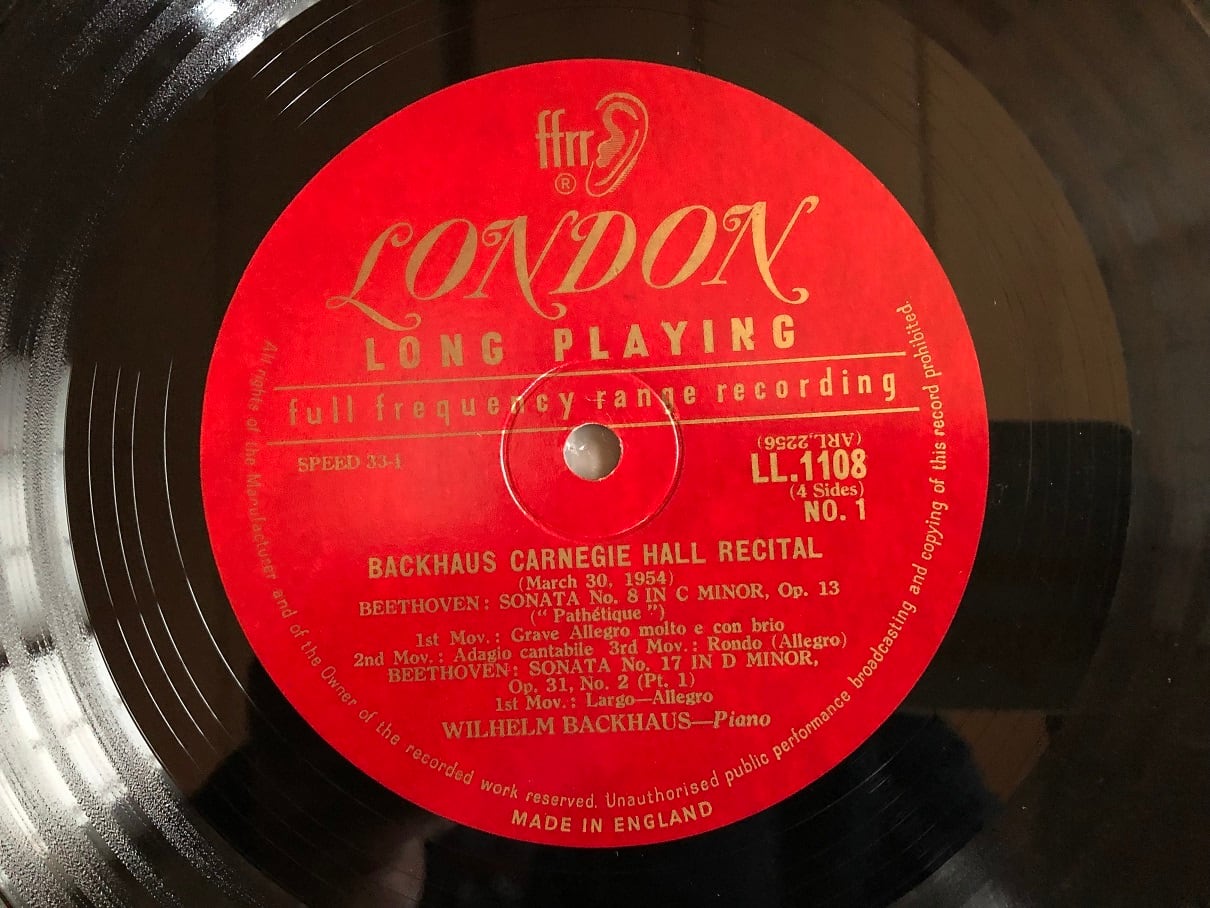 ffrr
®
LONDON
LONG PLAYING
full frequency range recording
SPEED 33-1
(ARL.2256)
LL.1108
(4 Sides)
NO. 1
BACKHAUS CARNEGIE HALL RECITAL
(March 30, 1954)
BEETHOVEN: SONATA No. 8 IN C MINOR, Op. 13
("Pathétique")
1st Mov.: Grave Allegro molto e con brio
2nd Mov.: Adagio cantabile 3rd Mov.: Rondo (Allegro)
BEETHOVEN: SONATA No. 17 IN D MINOR,
Op. 31, No. 2 (Pt. 1)
1st Mov.: Largo—Allegro
WILHELM BACKHAUS—Piano
All rights of the Manufacturer and of the Owner of the recorded work reserved. Unauthorised public performance broadcasting and copying of this record prohibited.
MADE IN ENGLAND